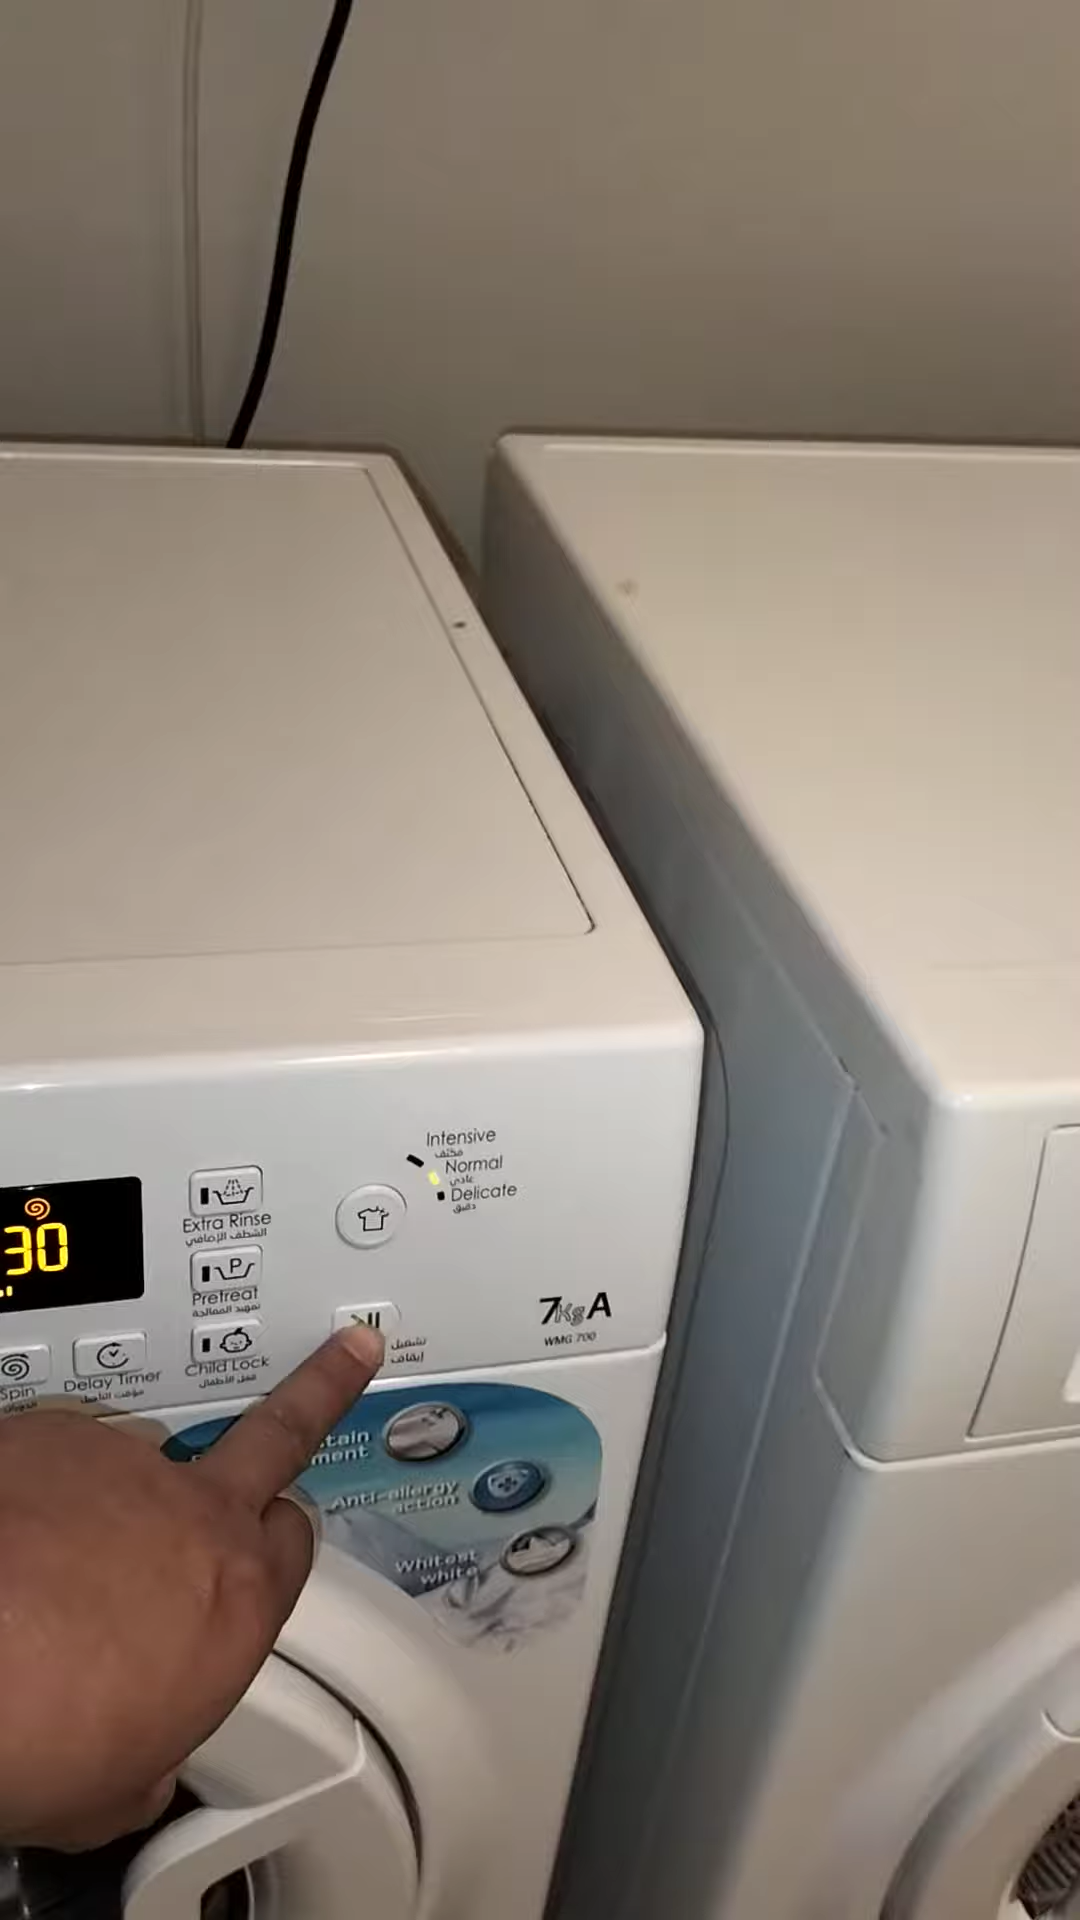 Intensive
مكثف
Normal
عادي
Delicate
دقيق
30
Extra Rinse
الشطف الإضافي
P
Pretreat
تمهيد المعالجة
Child Lock
قفل الأطفال
Spin
Delay Timer
تشغيل
إيقاف
7Kg A
WMG 700
Anti-allergy
action
Whitest
white